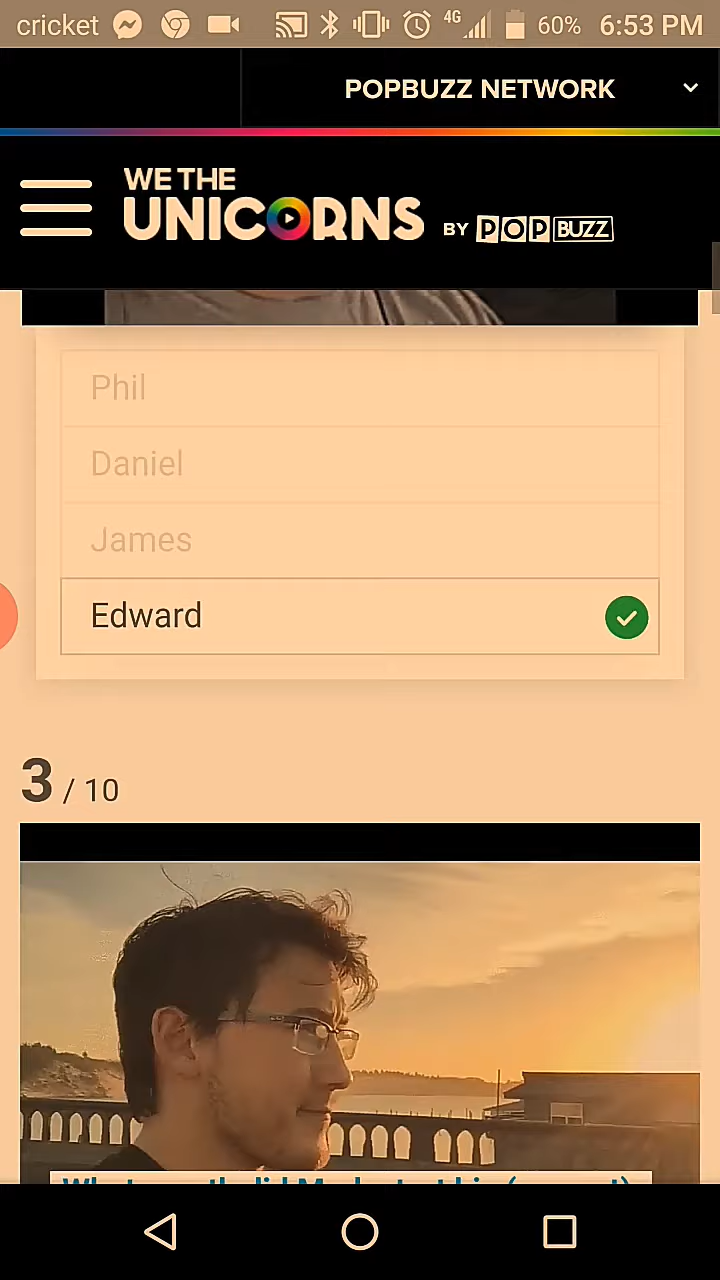 cricket 4G 60% 6:53 PM
POPBUZZ NETWORK
WE THE
UNICORNS BY POPBUZZ
Phil
Daniel
James
Edward
3 / 10